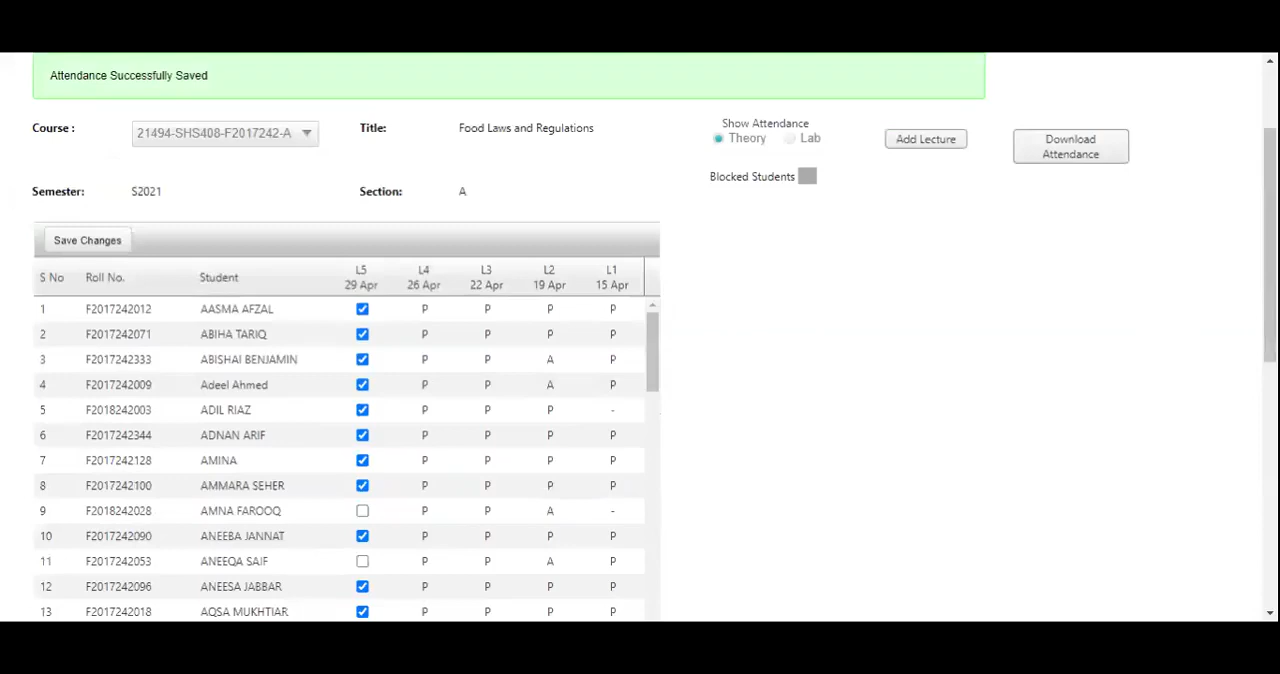 Attendance Successfully Saved
Course : 21494-SHS408-F2017242-A Title: Food Laws and Regulations Show Attendance Theory Lab Add Lecture Download Attendance
Blocked Students
Semester: S2021 Section: A
Save Changes
S No Roll No. Student L5 29 Apr L4 26 Apr L3 22 Apr L2 19 Apr L1 15 Apr
1 F2017242012 AASMA AFZAL P P P P
2 F2017242071 ABIHA TARIQ P P P P
3 F2017242333 ABISHAI BENJAMIN P P A P
4 F2017242009 Adeel Ahmed P P A P
5 F2018242003 ADIL RIAZ P P P -
6 F2017242344 ADNAN ARIF P P P P
7 F2017242128 AMINA P P P P
8 F2017242100 AMMARA SEHER P P P P
9 F2018242028 AMNA FAROOQ P P A -
10 F2017242090 ANEEBA JANNAT P P P P
11 F2017242053 ANEEQA SAIF P P A P
12 F2017242096 ANEESA JABBAR P P P P
13 F2017242018 AQSA MUKHTIAR P P P P